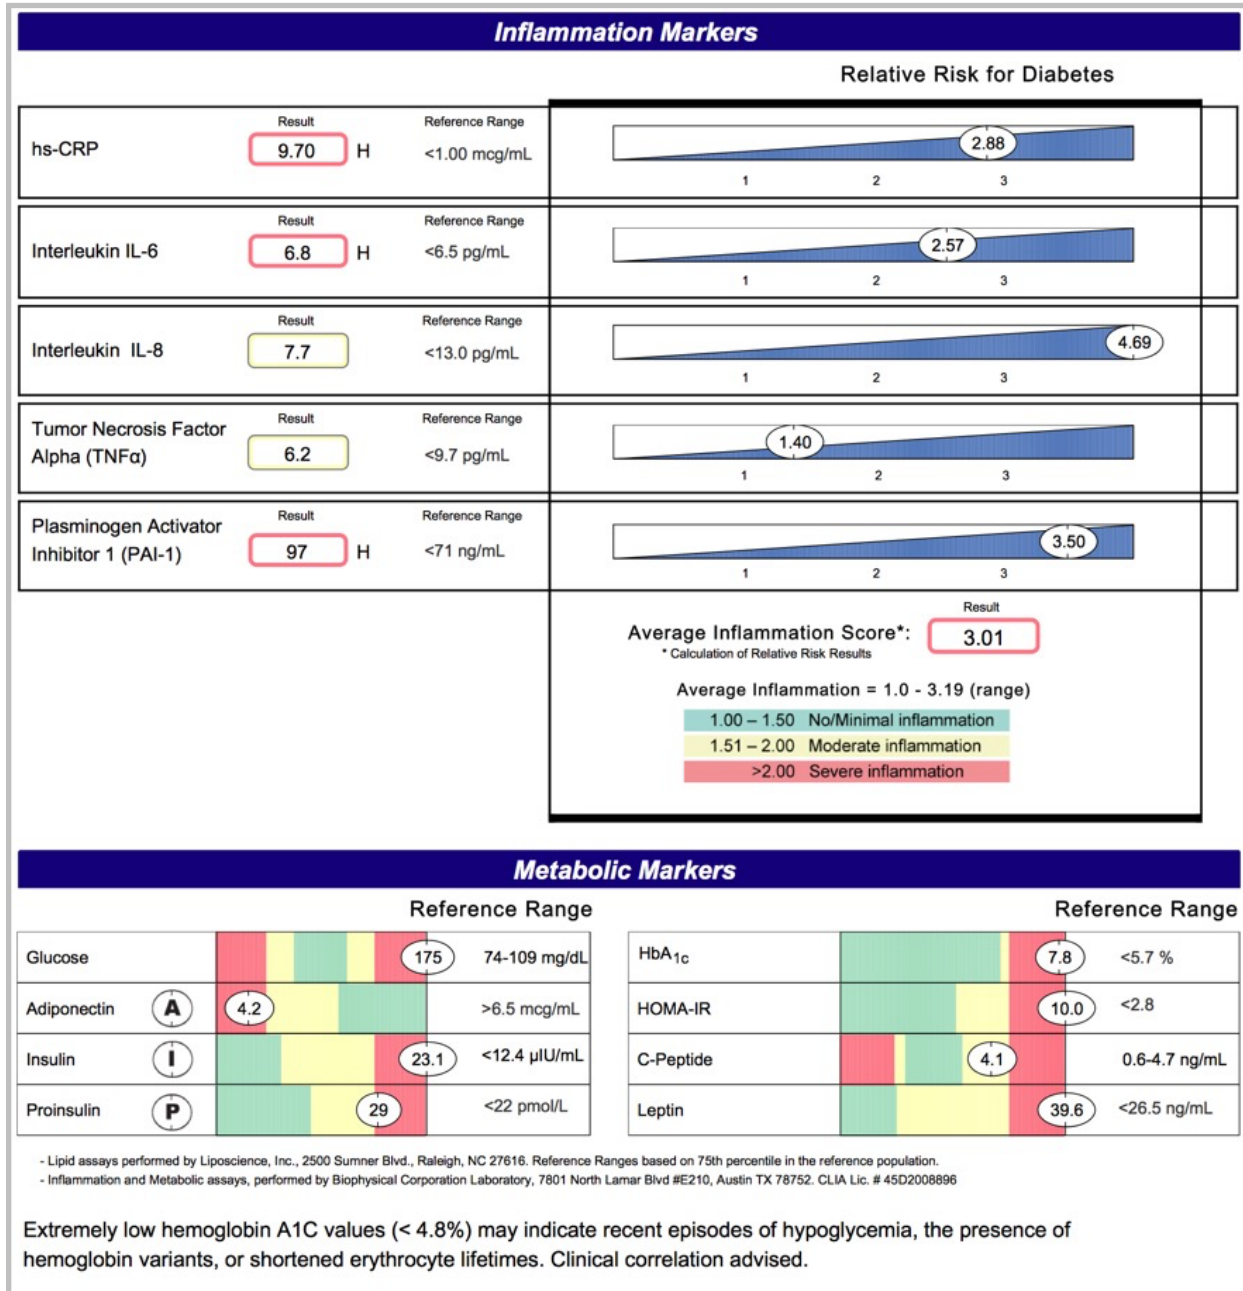 Inflammation Markers
Relative Risk for Diabetes
Result Reference Range
hs-CRP 9.70 H <1.00 mcg/mL 2.88
1 2 3
Result Reference Range
Interleukin IL-6 6.8 H <6.5 pg/mL 2.57
1 2 3
Result Reference Range
Interleukin IL-8 7.7 <13.0 pg/mL 4.69
1 2 3
Result Reference Range
Tumor Necrosis Factor
Alpha (TNFα) 6.2 <9.7 pg/mL 1.40
1 2 3
Result Reference Range
Plasminogen Activator
Inhibitor 1 (PAI-1) 97 H <71 ng/mL 3.50
1 2 3
Result
Average Inflammation Score*: 3.01
* Calculation of Relative Risk Results
Average Inflammation = 1.0 - 3.19 (range)
1.00 – 1.50 No/Minimal inflammation
1.51 – 2.00 Moderate inflammation
>2.00 Severe inflammation
Metabolic Markers
Reference Range
Glucose 175 74-109 mg/dL
Adiponectin A 4.2 >6.5 mcg/mL
Insulin I 23.1 <12.4 µIU/mL
Proinsulin P 29 <22 pmol/L
Reference Range
HbA1c 7.8 <5.7 %
HOMA-IR 10.0 <2.8
C-Peptide 4.1 0.6-4.7 ng/mL
Leptin 39.6 <26.5 ng/mL
- Lipid assays performed by Liposcience, Inc., 2500 Sumner Blvd., Raleigh, NC 27616. Reference Ranges based on 75th percentile in the reference population.
- Inflammation and Metabolic assays, performed by Biophysical Corporation Laboratory, 7801 North Lamar Blvd #E210, Austin TX 78752. CLIA Lic. # 45D2008896
Extremely low hemoglobin A1C values (< 4.8%) may indicate recent episodes of hypoglycemia, the presence of
hemoglobin variants, or shortened erythrocyte lifetimes. Clinical correlation advised.